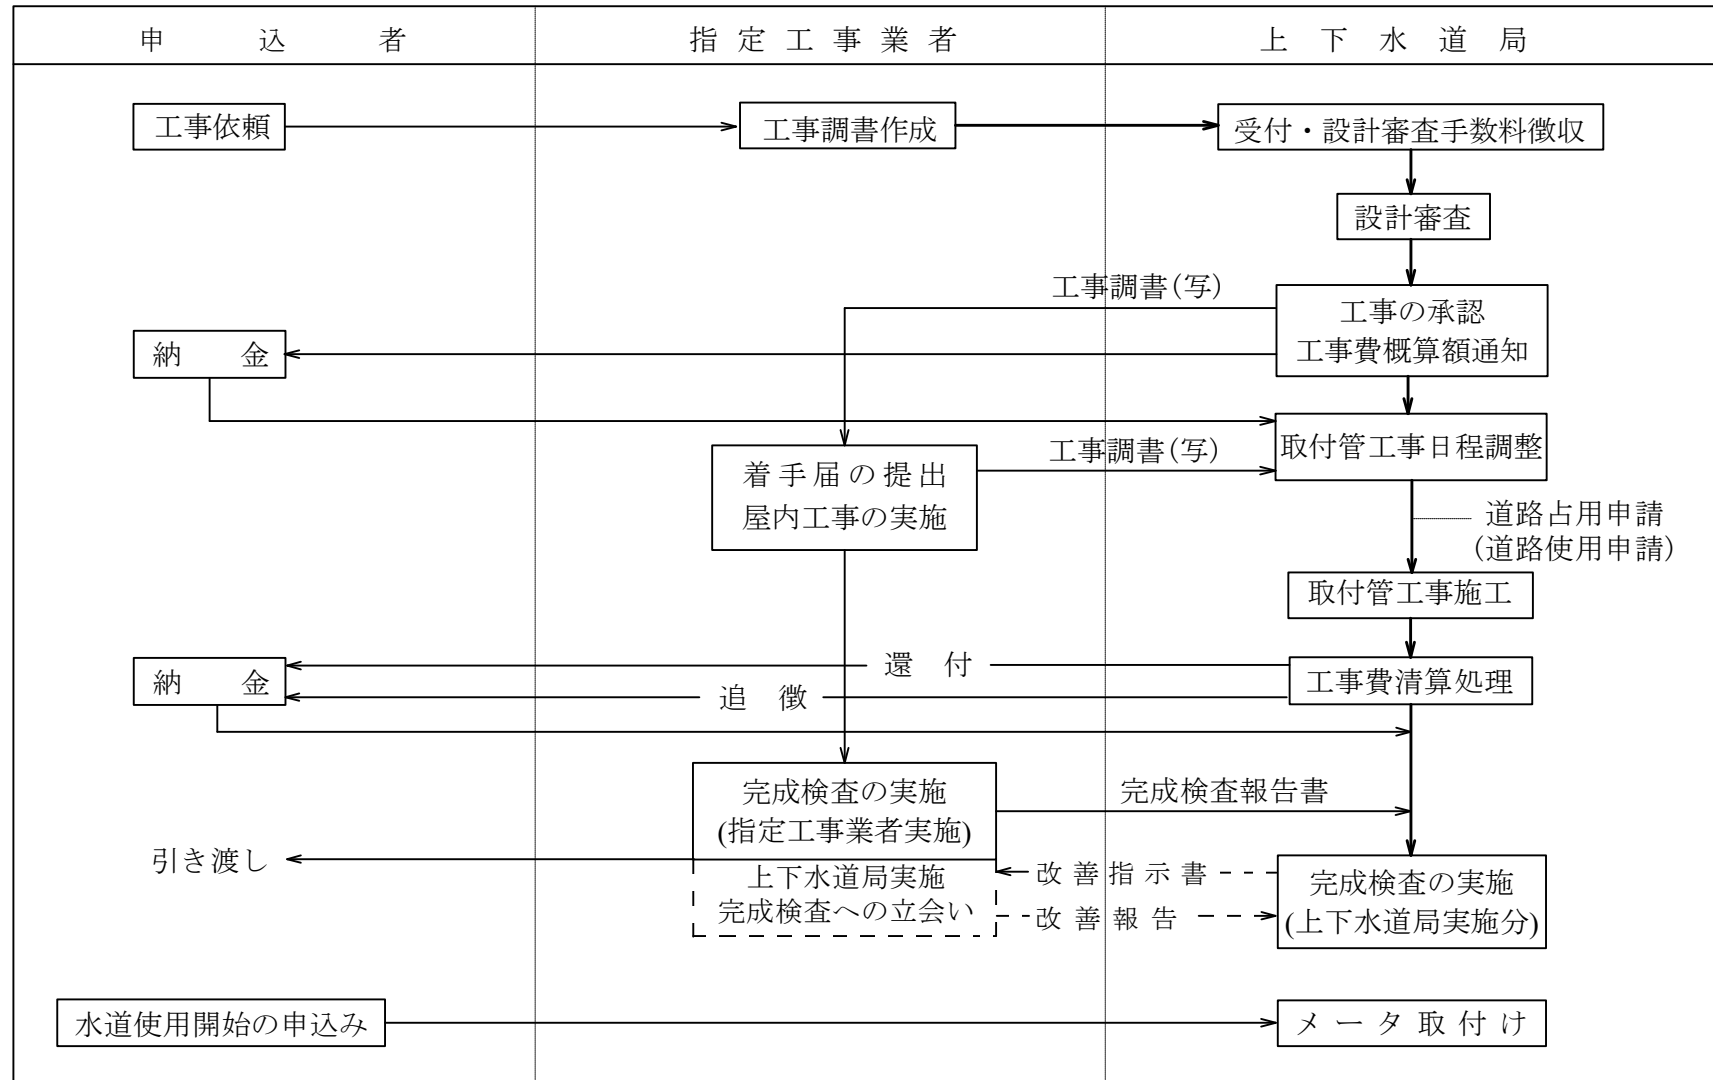 申込者
指定工事業者
上下水道局
工事依頼
工事調書作成
受付・設計審査手数料徴収
設計審査
工事調書(写)
工事の承認
工事費概算額通知
納金
取付管工事日程調整
工事調書(写)
着手届の提出
屋内工事の実施
道路占用申請
(道路使用申請)
取付管工事施工
還付
納金
追徴
工事費清算処理
完成検査の実施
(指定工事業者実施)
完成検査報告書
引き渡し
上下水道局実施
完成検査への立会い
改善指示書
改善報告
完成検査の実施
(上下水道局実施分)
水道使用開始の申込み
メータ取付け